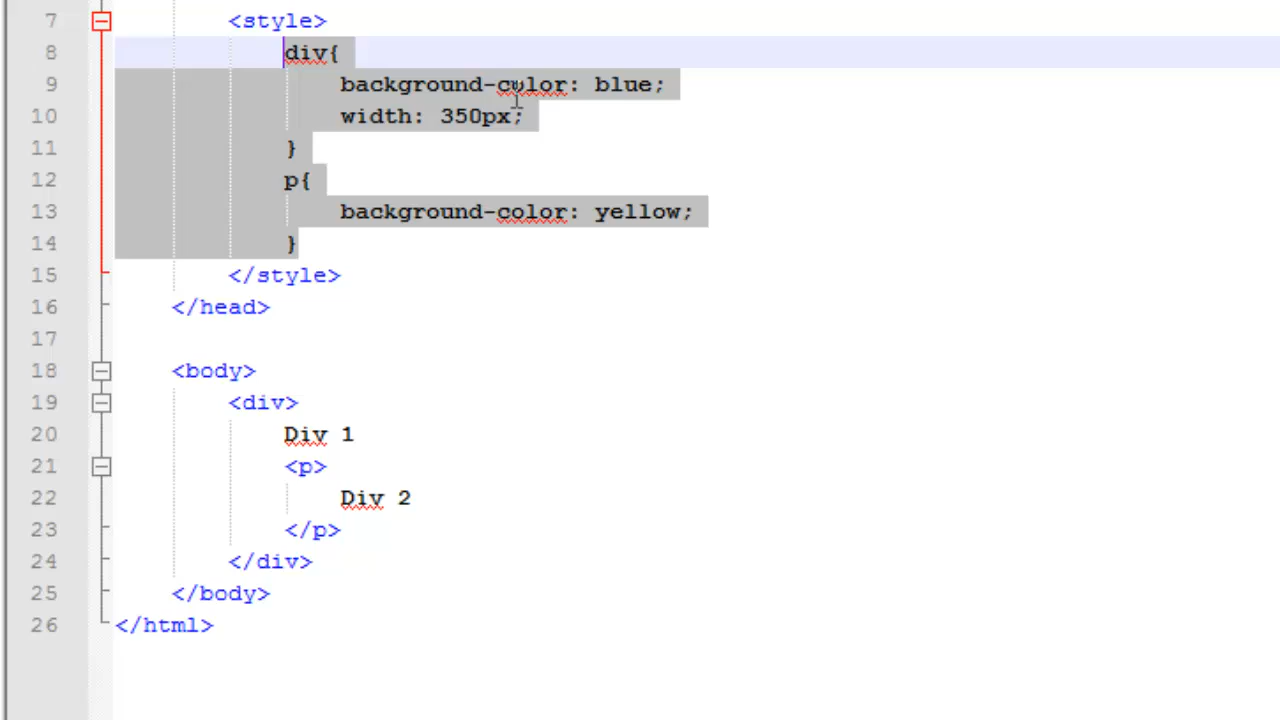 7 <style>
8 div{
9 background-color: blue;
10 width: 350px;
11 }
12 p{
13 background-color: yellow;
14 }
15 </style>
16 </head>
17
18 <body>
19 <div>
20 Div 1
21 <p>
22 Div 2
23 </p>
24 </div>
25 </body>
26 </html>